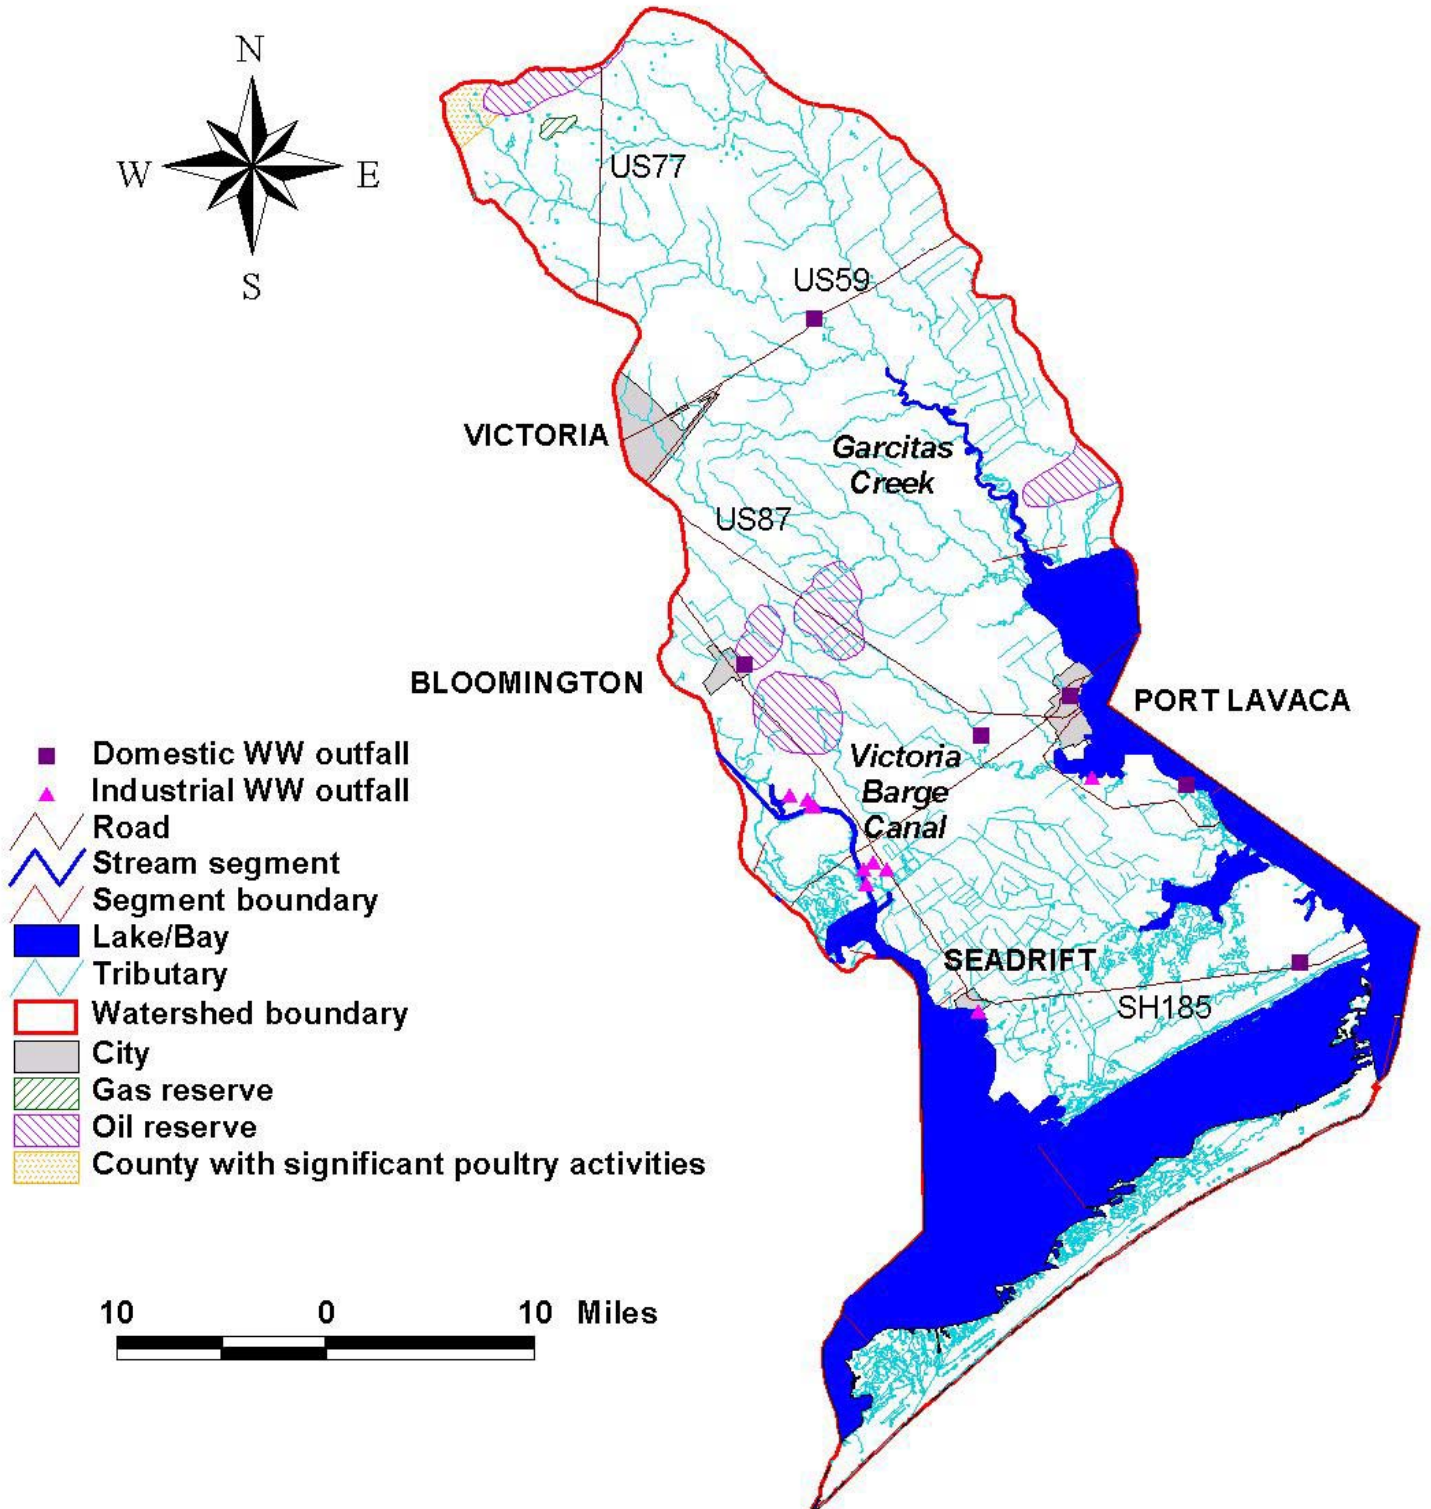 N
W
E
S
US77
US59
VICTORIA
Garcitas
Creek
US87
BLOOMINGTON
PORT LAVACA
Victoria
Barge
Canal
SEADRIFT
SH185
Domestic WW outfall
Industrial WW outfall
Road
Stream segment
Segment boundary
Lake/Bay
Tributary
Watershed boundary
City
Gas reserve
Oil reserve
County with significant poultry activities
10 0 10 Miles